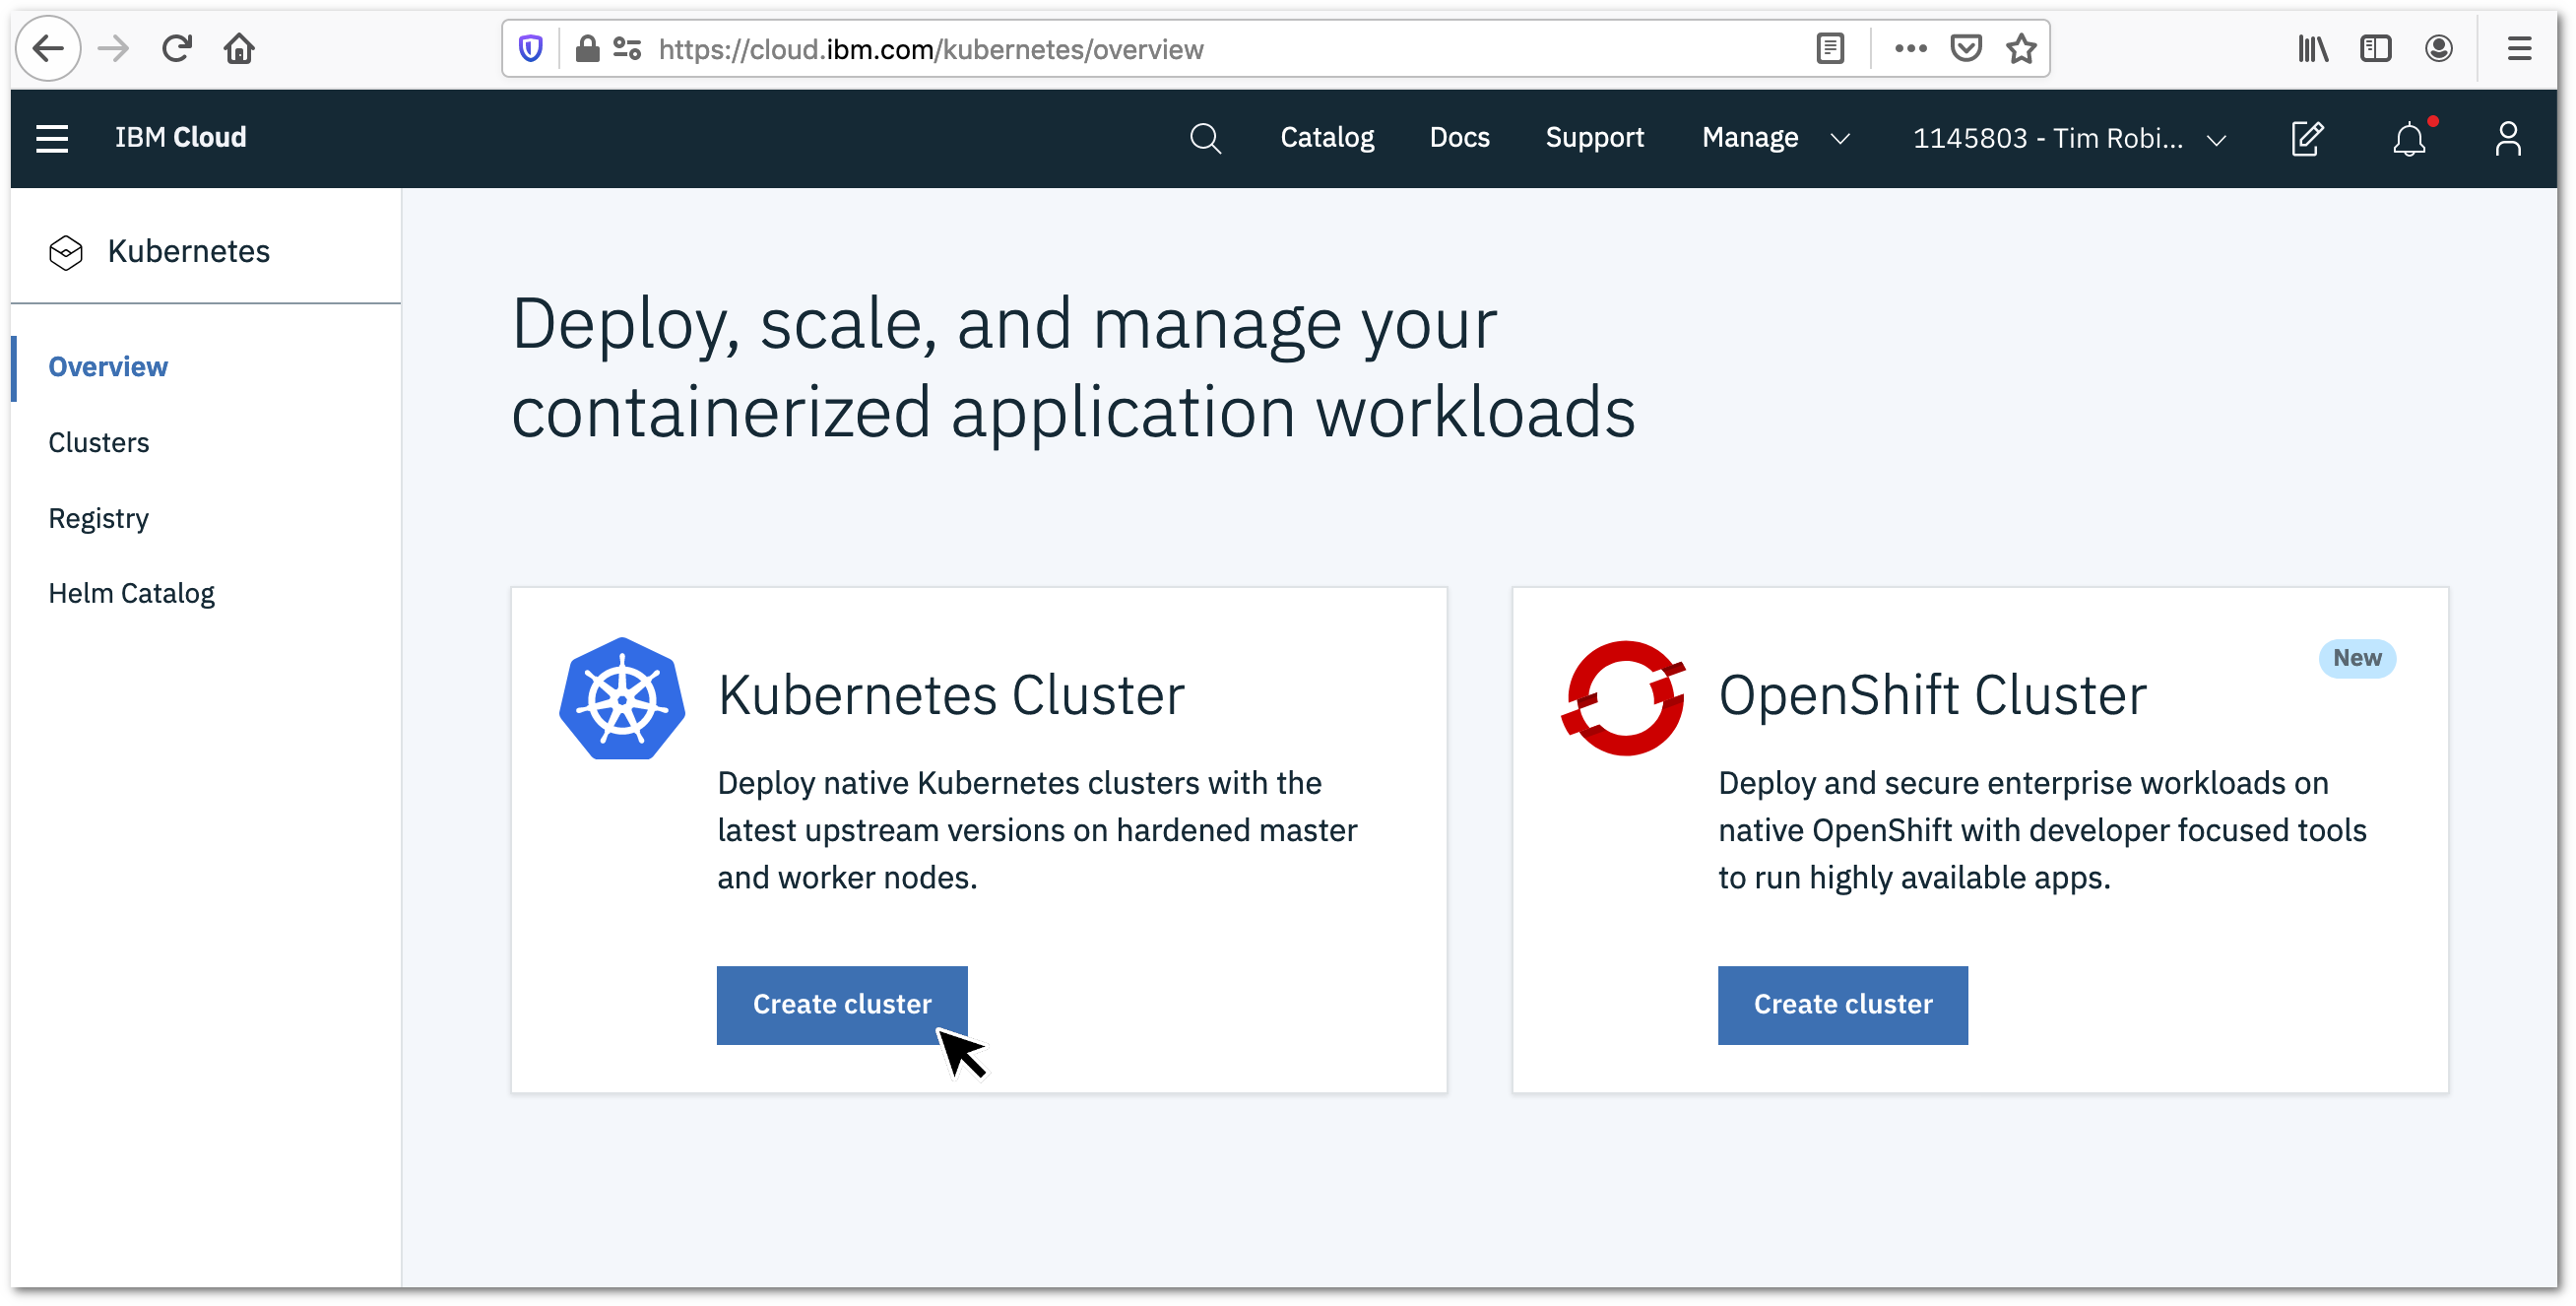 https://cloud.ibm.com/kubernetes/overview
IBM Cloud
Catalog
Docs
Support
Manage
1145803 - Tim Robi...
Kubernetes
Overview
Clusters
Registry
Helm Catalog
Deploy, scale, and manage your
containerized application workloads
Kubernetes Cluster
Deploy native Kubernetes clusters with the
latest upstream versions on hardened master
and worker nodes.
Create cluster
New
OpenShift Cluster
Deploy and secure enterprise workloads on
native OpenShift with developer focused tools
to run highly available apps.
Create cluster